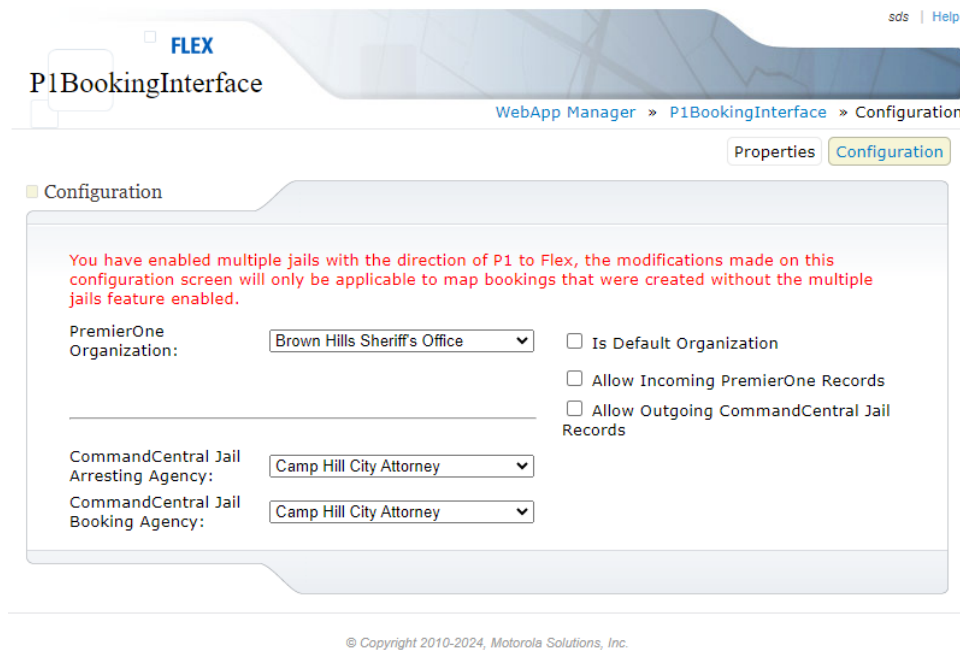 sds | Help
FLEX
P1BookingInterface
WebApp Manager » P1BookingInterface » Configuration
Properties Configuration
Configuration
You have enabled multiple jails with the direction of P1 to Flex, the modifications made on this
configuration screen will only be applicable to map bookings that were created without the multiple
jails feature enabled.
PremierOne
Organization:
Brown Hills Sheriff's Office
Is Default Organization
Allow Incoming PremierOne Records
Allow Outgoing CommandCentral Jail
Records
CommandCentral Jail
Arresting Agency:
Camp Hill City Attorney
CommandCentral Jail
Booking Agency:
Camp Hill City Attorney
© Copyright 2010-2024, Motorola Solutions, Inc.